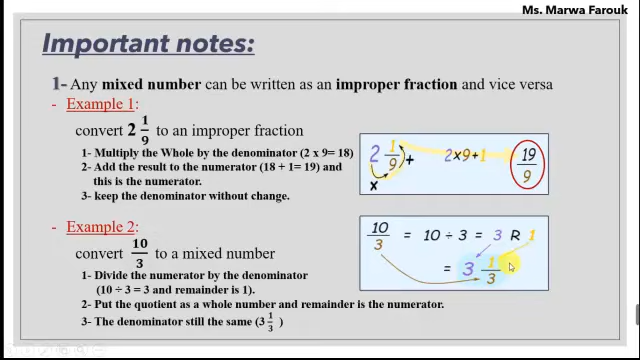 Ms. Marwa Farouk
Important notes:
1- Any mixed number can be written as an improper fraction and vice versa
- Example 1
convert 2 1/9 to an improper fraction
1- Multiply the Whole by the denominator (2 x 9= 18)
2- Add the result to the numerator (18 + 1= 19) and
this is the numerator.
3- keep the denominator without change.
2 1/9 + 2x9+1 19/9
x
- Example 2
convert 10/3 to a mixed number
1- Divide the numerator by the denominator
(10 ÷ 3 = 3 and remainder is 1).
2- Put the quotient as a whole number and remainder is the numerator.
3- The denominator still the same (3 1/3 )
10/3 = 10 ÷ 3 = 3 R 1
= 3 1/3